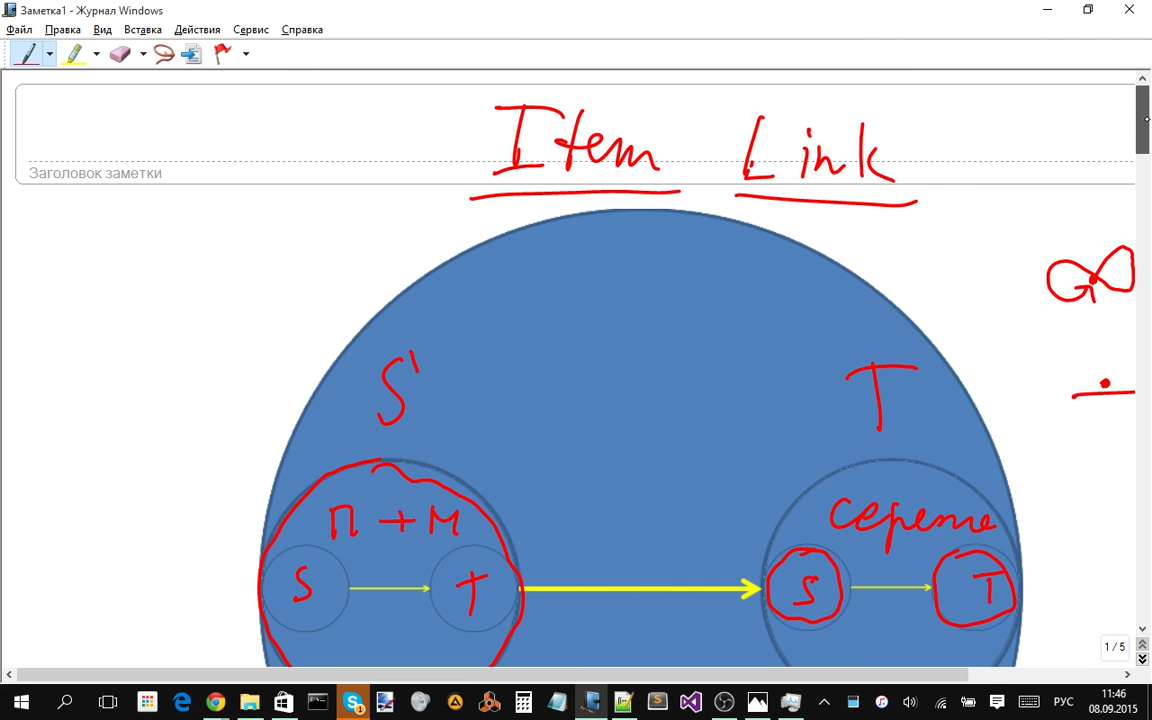 Заметка1 - Журнал Windows
Файл Правка Вид Вставка Действия Сервис Справка
Item Link
Заголовок заметки
S T
П + М
S T
S T
1 / 5
РУС
11:46
08.09.2015